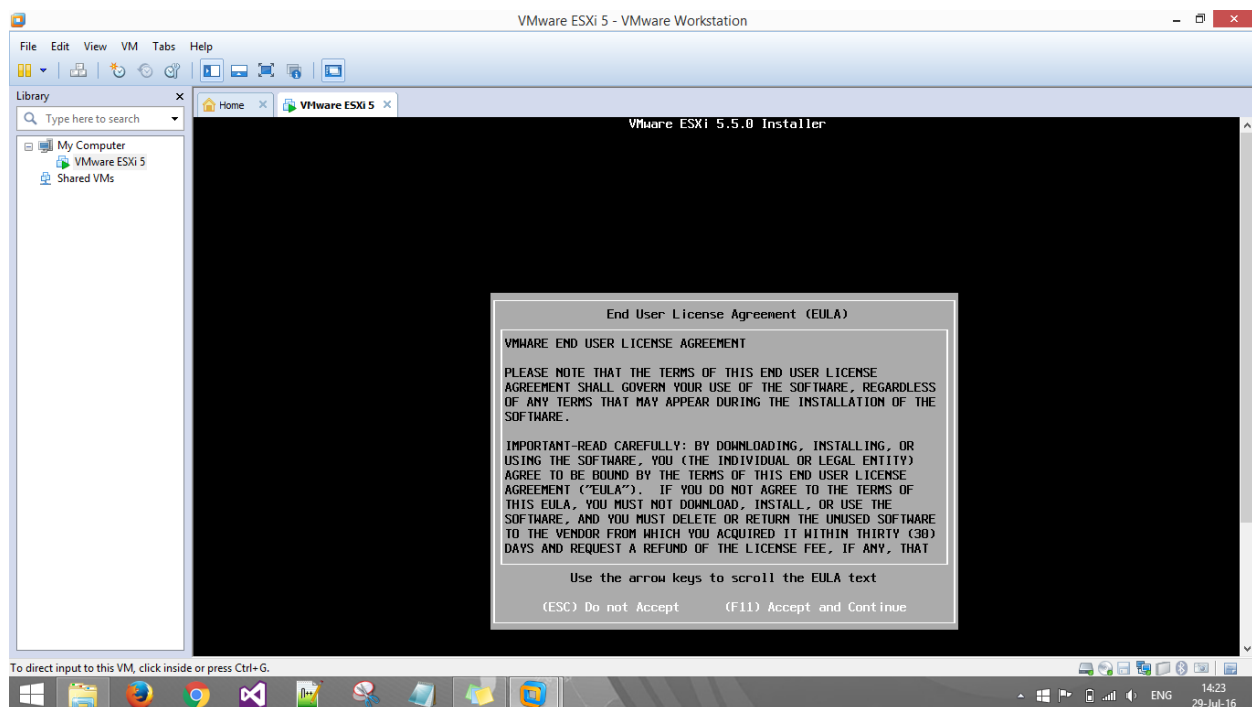 VMware ESXi 5 - VMware Workstation
File Edit View VM Tabs Help
Library
Type here to search
My Computer
VMware ESXi 5
Shared VMs
Home
VMware ESXi 5
VMware ESXi 5.5.0 Installer
End User License Agreement (EULA)
VMWARE END USER LICENSE AGREEMENT
PLEASE NOTE THAT THE TERMS OF THIS END USER LICENSE
AGREEMENT SHALL GOVERN YOUR USE OF THE SOFTWARE, REGARDLESS
OF ANY TERMS THAT MAY APPEAR DURING THE INSTALLATION OF THE
SOFTWARE.
IMPORTANT-READ CAREFULLY: BY DOWNLOADING, INSTALLING, OR
USING THE SOFTWARE, YOU (THE INDIVIDUAL OR LEGAL ENTITY)
AGREE TO BE BOUND BY THE TERMS OF THIS END USER LICENSE
AGREEMENT ("EULA"). IF YOU DO NOT AGREE TO THE TERMS OF
THIS EULA, YOU MUST NOT DOWNLOAD, INSTALL, OR USE THE
SOFTWARE, AND YOU MUST DELETE OR RETURN THE UNUSED SOFTWARE
TO THE VENDOR FROM WHICH YOU ACQUIRED IT WITHIN THIRTY (30)
DAYS AND REQUEST A REFUND OF THE LICENSE FEE, IF ANY, THAT
Use the arrow keys to scroll the EULA text
(ESC) Do not Accept (F11) Accept and Continue
To direct input to this VM, click inside or press Ctrl+G.
ENG
14:23
29-Jul-16